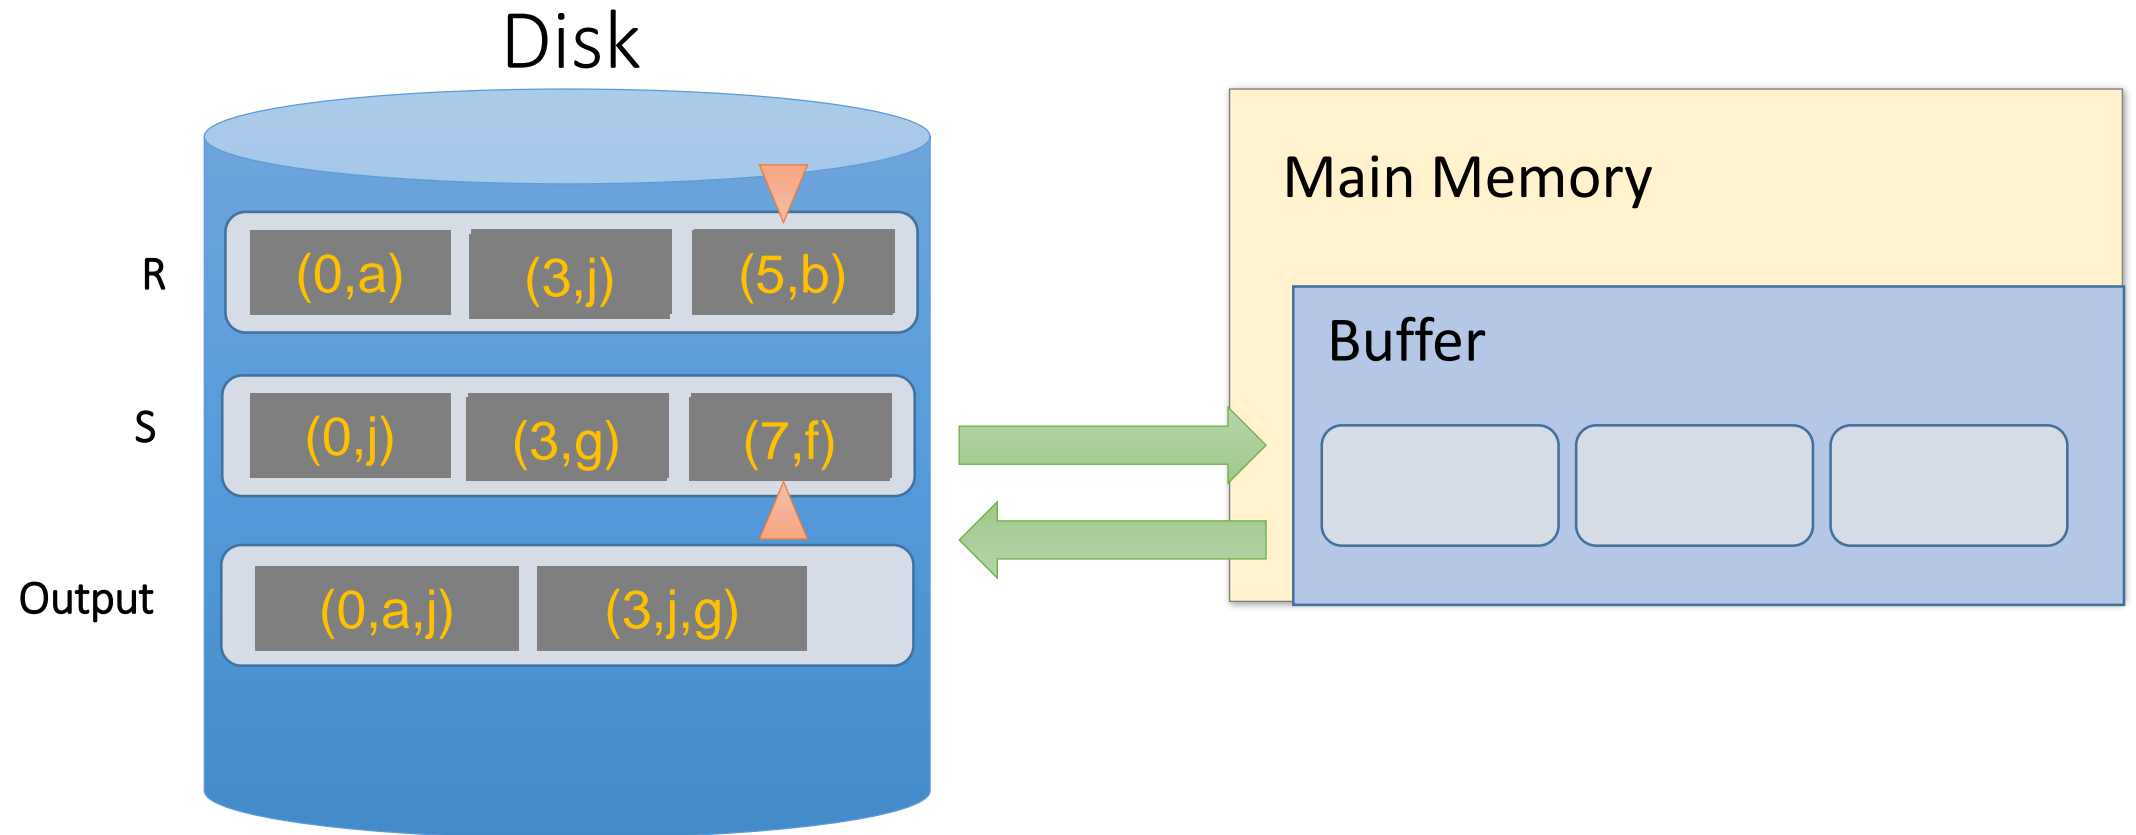 Disk
Main Memory
Buffer
R
(0,a) (3,j) (5,b)
S
(0,j) (3,g) (7,f)
Output
(0,a,j) (3,j,g)